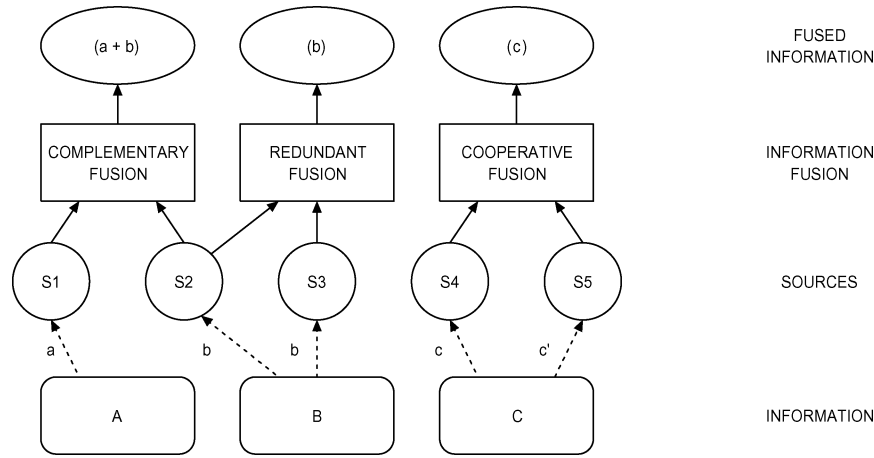 (a + b)
(b)
(c)
FUSED
INFORMATION
COMPLEMENTARY
FUSION
REDUNDANT
FUSION
COOPERATIVE
FUSION
INFORMATION
FUSION
S1
S2
S3
S4
S5
SOURCES
a
b
b
c
c'
A
B
C
INFORMATION